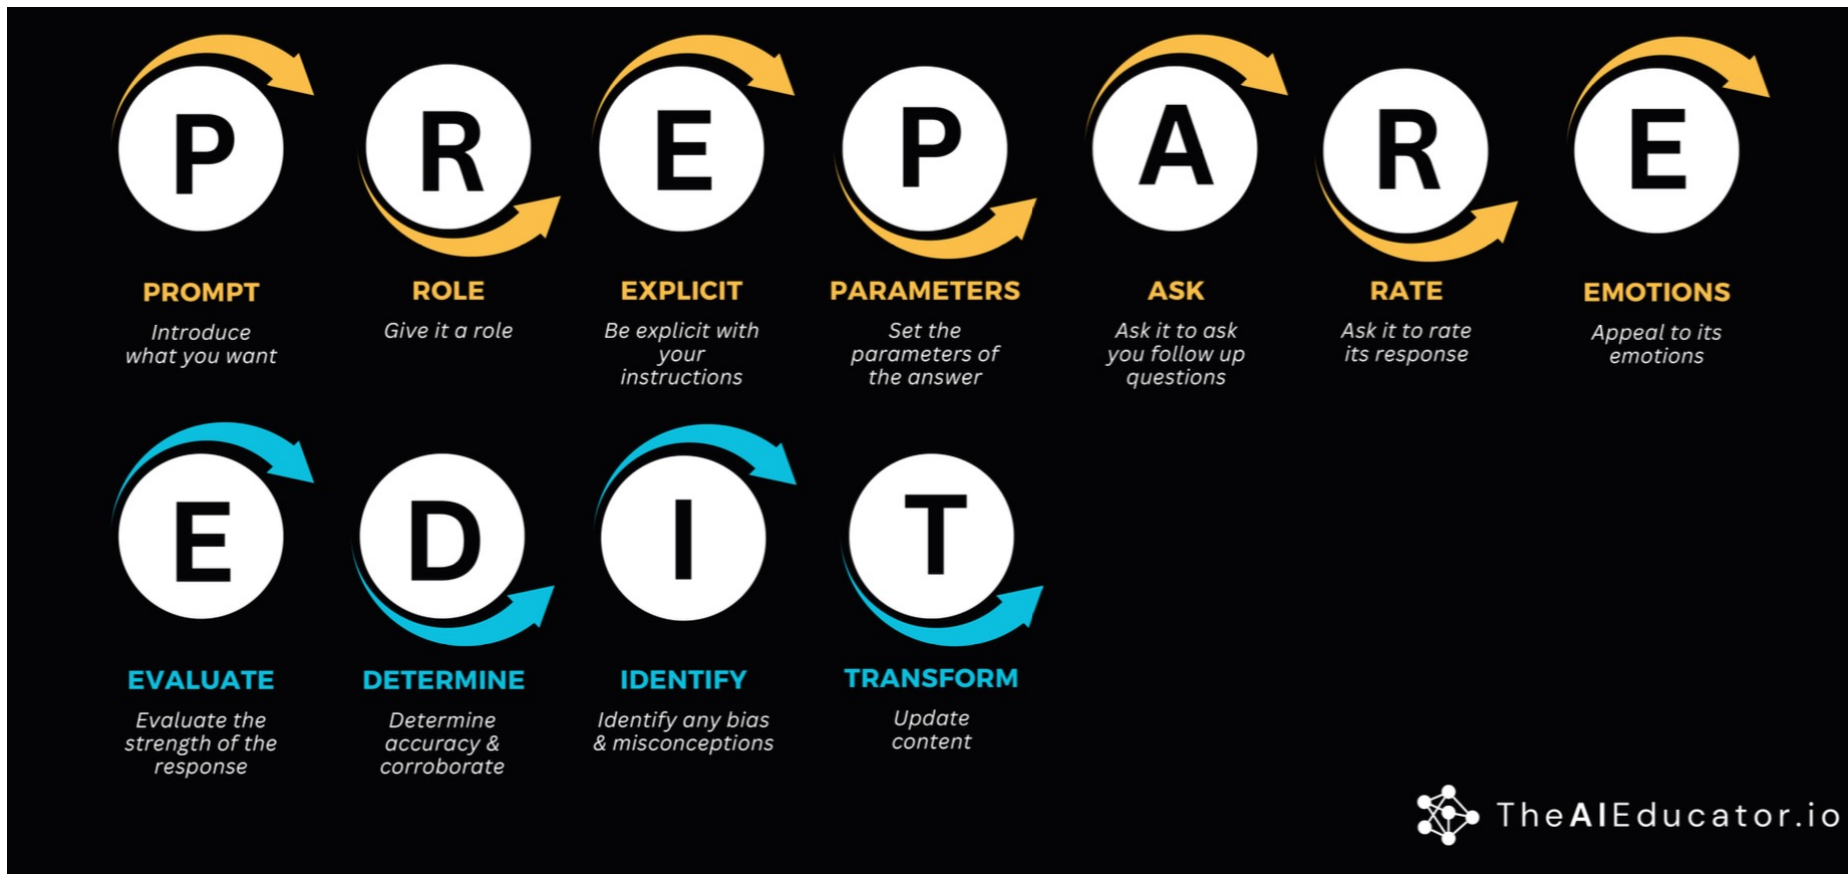 P R E P A R E
PROMPT
Introduce
what you want
ROLE
Give it a role
EXPLICIT
Be explicit with
your
instructions
PARAMETERS
Set the
parameters of
the answer
ASK
Ask it to ask
you follow up
questions
RATE
Ask it to rate
its response
EMOTIONS
Appeal to its
emotions
E D I T
EVALUATE
Evaluate the
strength of the
response
DETERMINE
Determine
accuracy &
corroborate
IDENTIFY
Identify any bias
& misconceptions
TRANSFORM
Update
content
TheAIEducator.io